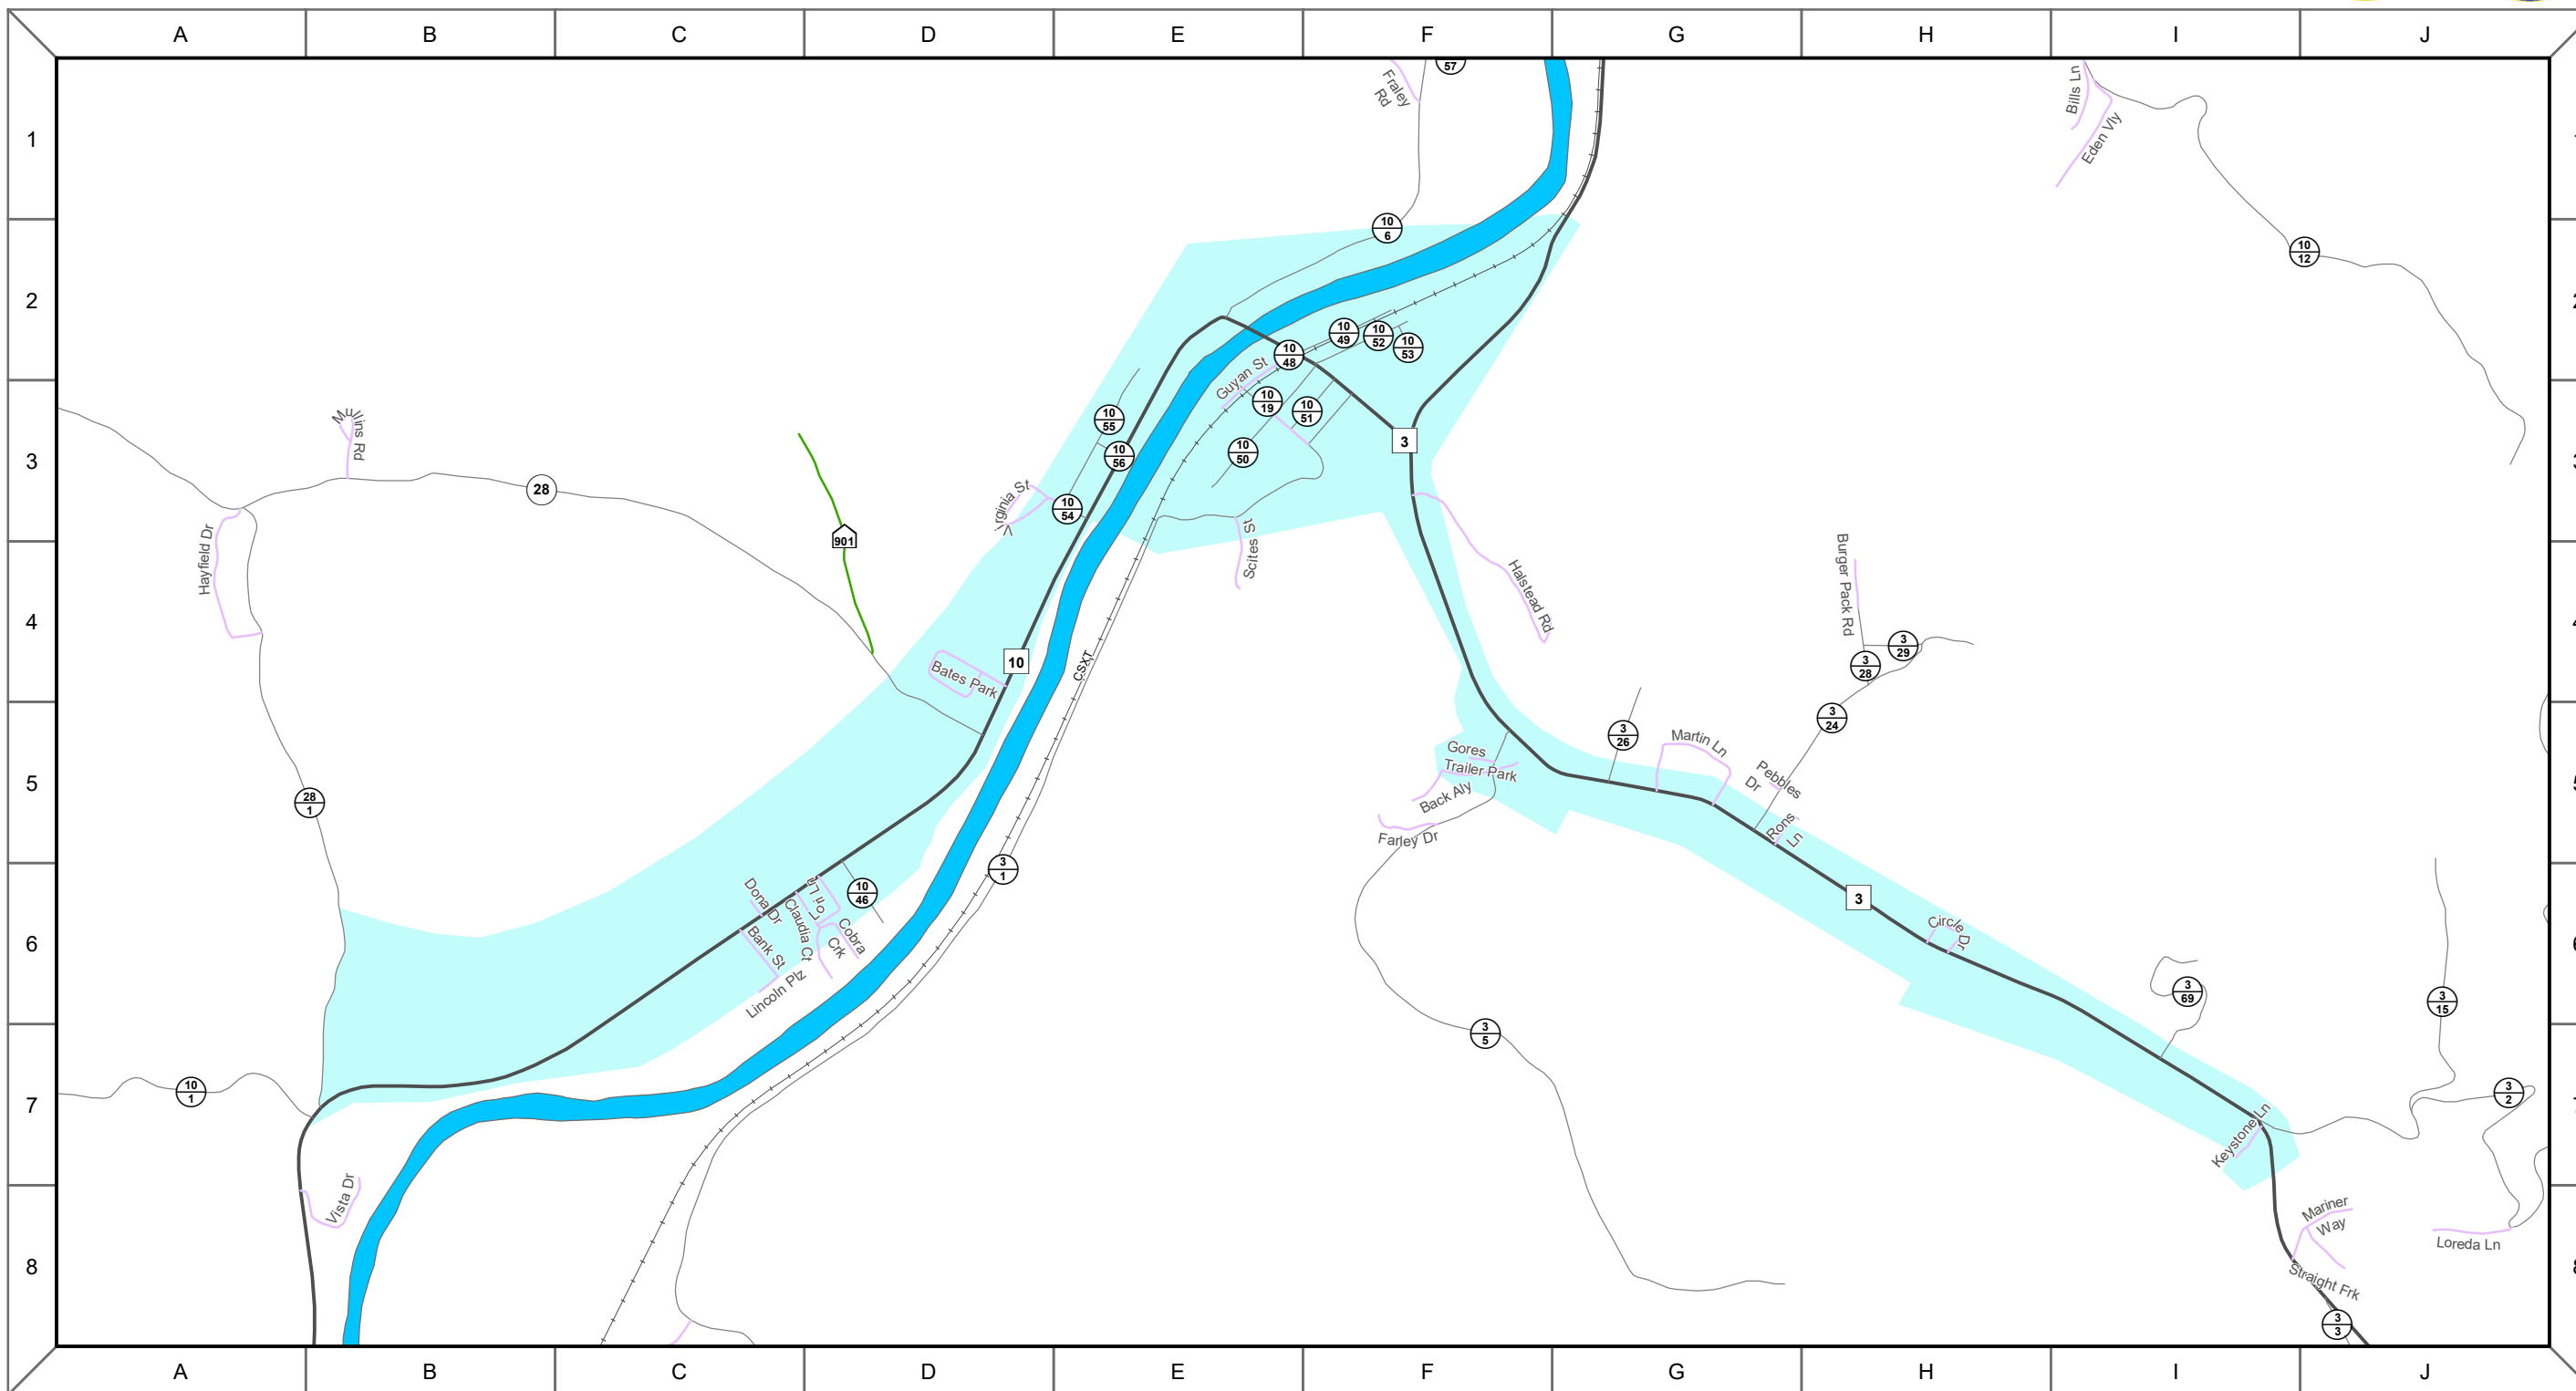 A B C D E F G H I J
1
2
3
4
5
6
7
8
57
Fraley
Rd
Bills Ln
Eden Vly
10
6
10
12
10
49
10
52
10
53
10
48
Guyan St
10
19
10
51
10
55
10
56
10
50
3
Mullins Rd
28
Virginia St
10
54
901
Hayfield Dr
Scites St
Halstead Rd
Burger Pack Rd
3
29
3
28
Bates Park
10
CSXT
3
24
3
26
Martin Ln
Gores
Trailer Park
Back Aly
Farley Dr
Pebbles
Dr
Rons
Ln
28
1
3
1
10
46
Dona Dr
Claudia Ct
Cobra
Crk
Bank St
Lincoln Plz
3
Circle Dr
3
69
3
15
3
5
10
1
3
2
Keystone Ln
Vista Dr
Mariner
Way
Loreda Ln
Straight Frk
3
3
A B C D E F G H I J